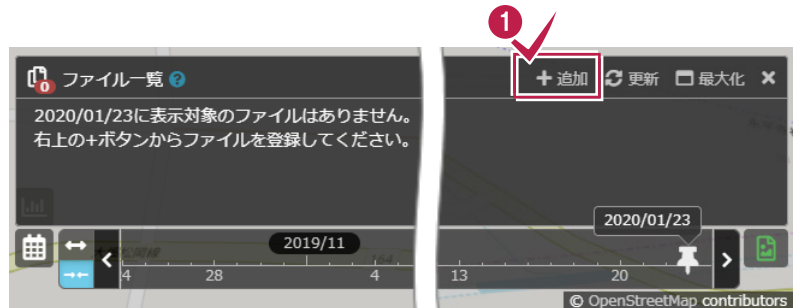 1
0 ファイル一覧 ? + 追加 更新 最大化 ×
2020/01/23に表示対象のファイルはありません。
右上の+ボタンからファイルを登録してください。
2020/01/23
2019/11
4 28 4 13 20
© OpenStreetMap contributors